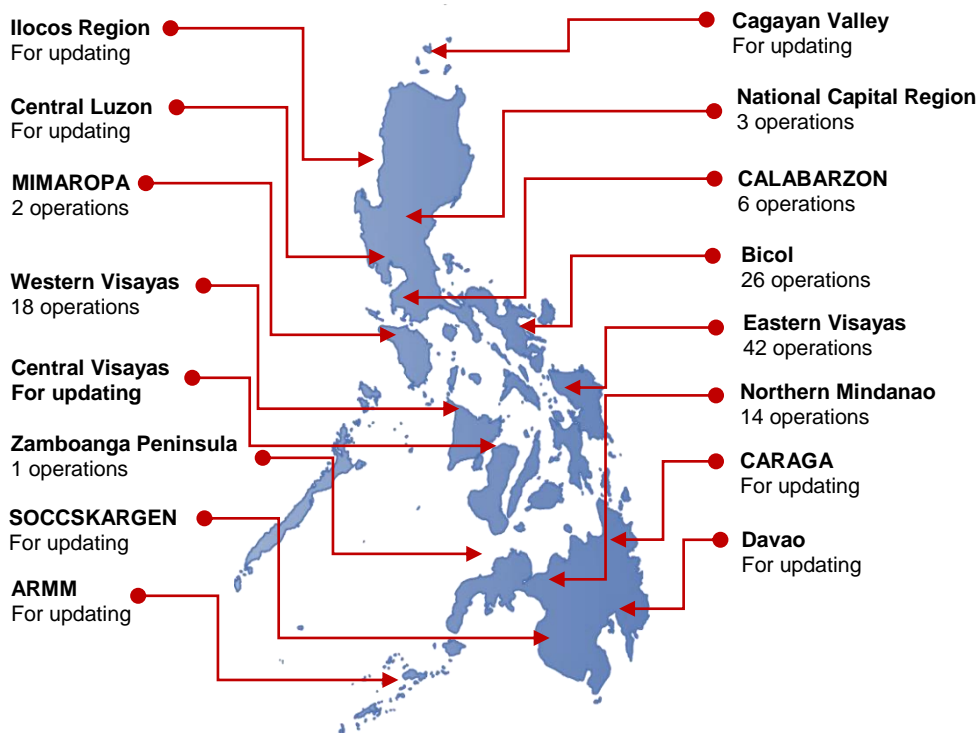 Ilocos Region
For updating
Central Luzon
For updating
MIMAROPA
2 operations
Western Visayas
18 operations
Central Visayas
For updating
Zamboanga Peninsula
1 operations
SOCCSKARGEN
For updating
ARMM
For updating
Cagayan Valley
For updating
National Capital Region
3 operations
CALABARZON
6 operations
Bicol
26 operations
Eastern Visayas
42 operations
Northern Mindanao
14 operations
CARAGA
For updating
Davao
For updating